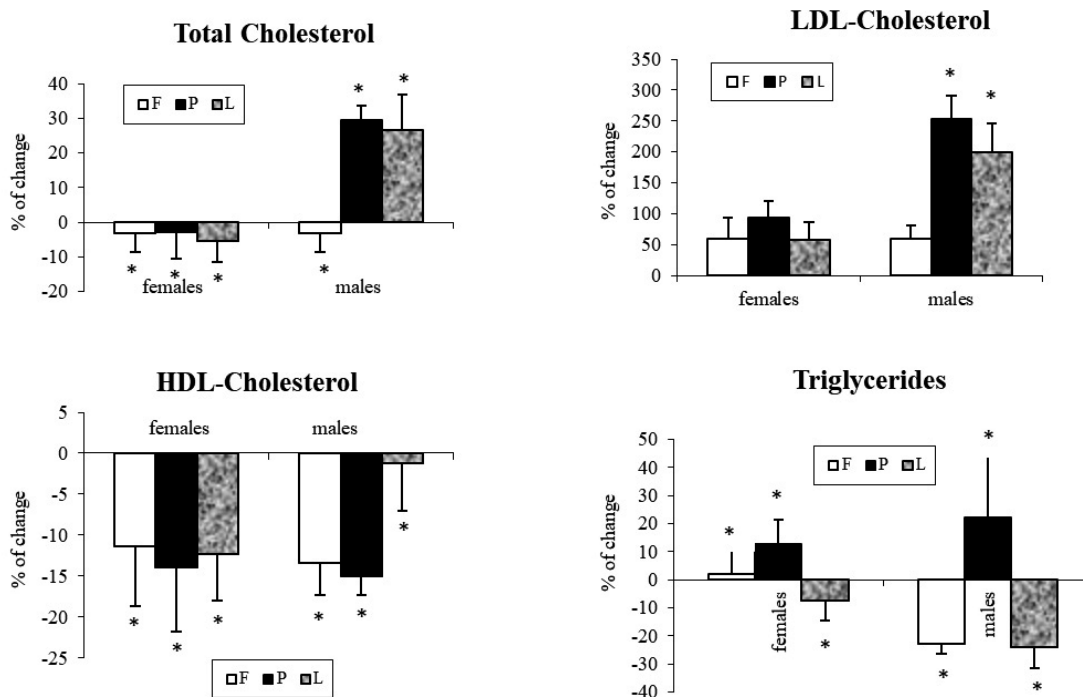 Total Cholesterol
% of change
40
30
20
10
0
-10
-20
F P L
* *
* * * *
females males
LDL-Cholesterol
% of change
350
300
250
200
150
100
50
0
F P L
* *
females males
HDL-Cholesterol
% of change
5
0
-5
-10
-15
-20
-25
females males
* * * * * *
F P L
Triglycerides
% of change
50
40
30
20
10
0
-10
-20
-30
-40
F P L
* * *
females males
* * *